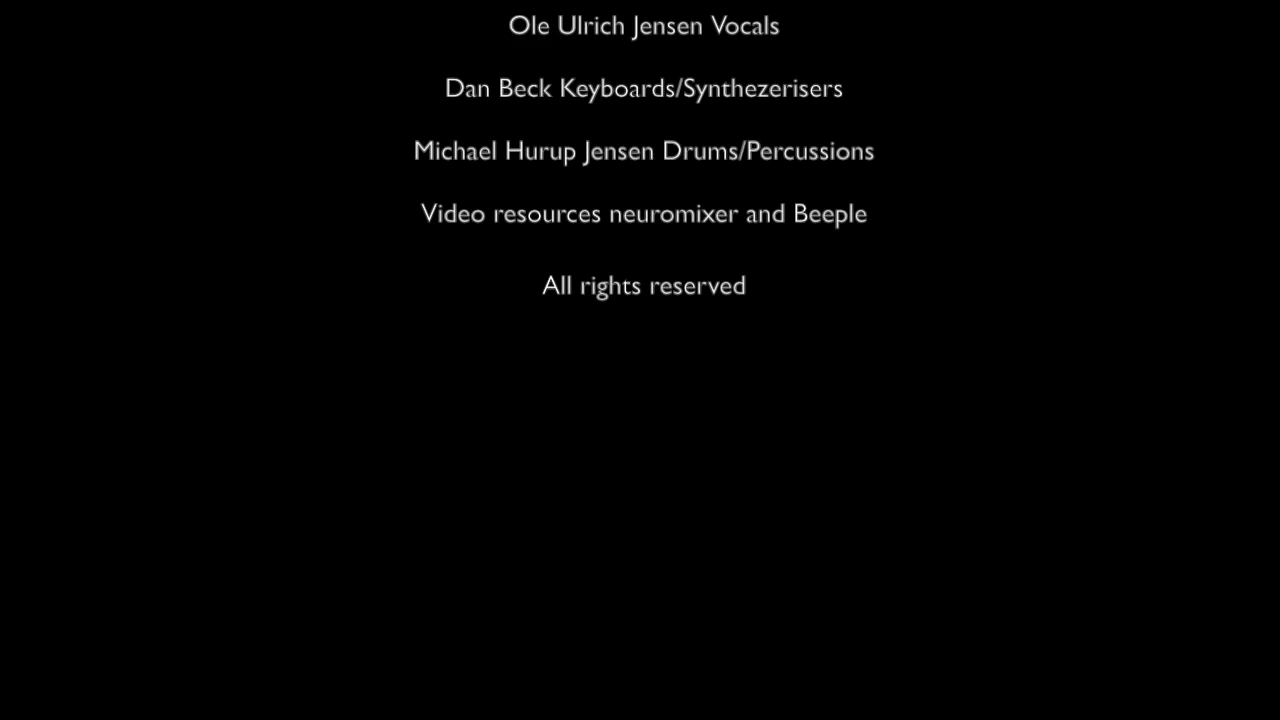 Ole Ulrich Jensen Vocals
Dan Beck Keyboards/Synthezerisers
Michael Hurup Jensen Drums/Percussions
Video resources neuromixer and Beeple
All rights reserved